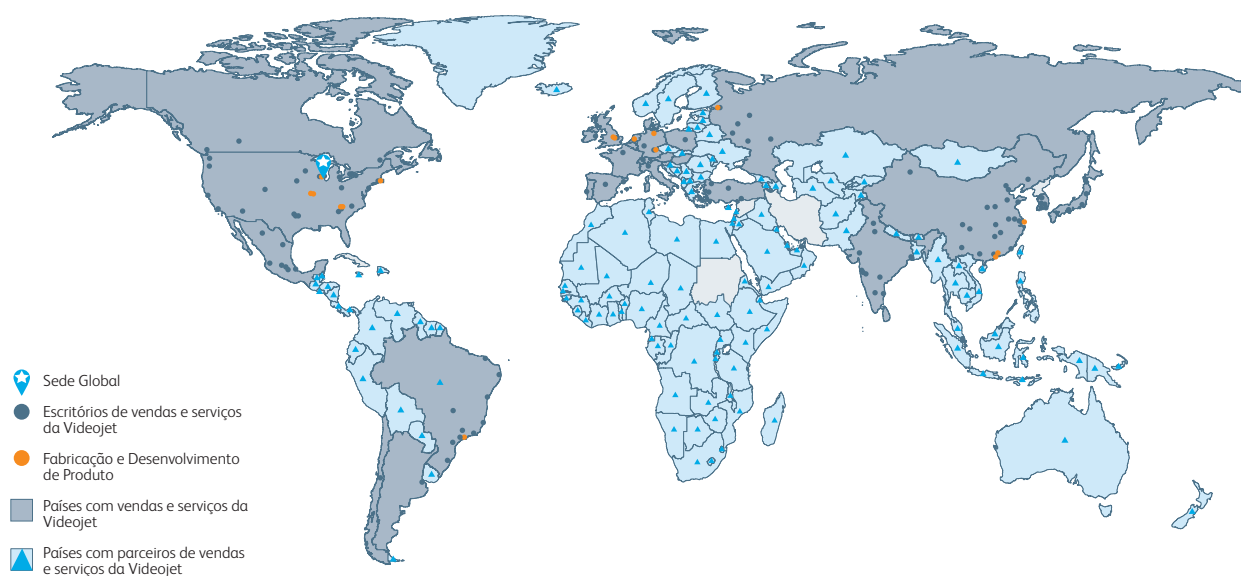 Sede Global
Escritórios de vendas e serviços
da Videojet
Fabricação e Desenvolvimento
de Produto
Países com vendas e serviços da
Videojet
Países com parceiros de vendas
e serviços da Videojet